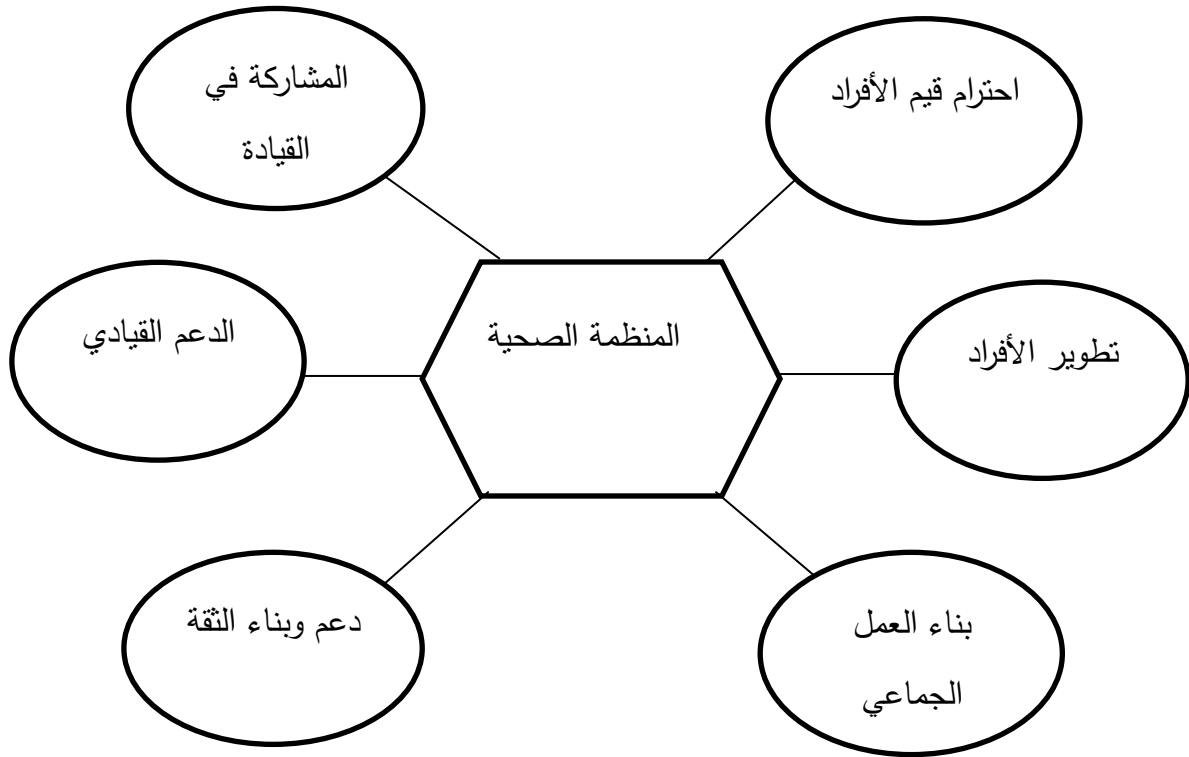 احترام قيم الأفراد
المشاركة في
القيادة
المنظمة الصحية
تطوير الأفراد
الدعم القيادي
بناء العمل
الجماعي
دعم وبناء الثقة